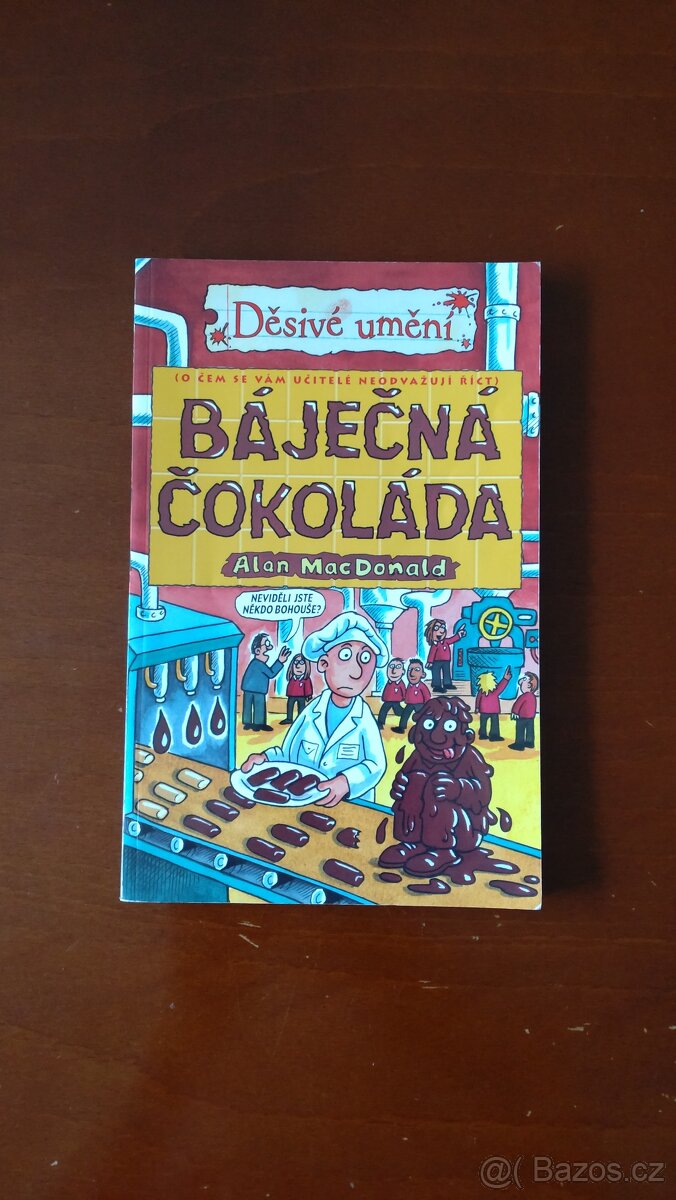 Děsivé umění
(O ČEM SE VÁM UČITELÉ NEODVAŽUJÍ ŘÍCT)
BÁJEČNÁ
ČOKOLÁDA
Alan MacDonald
NEVIDĚLI JSTE
NĚKDO BOHOUŠE?
@( Bazos.cz